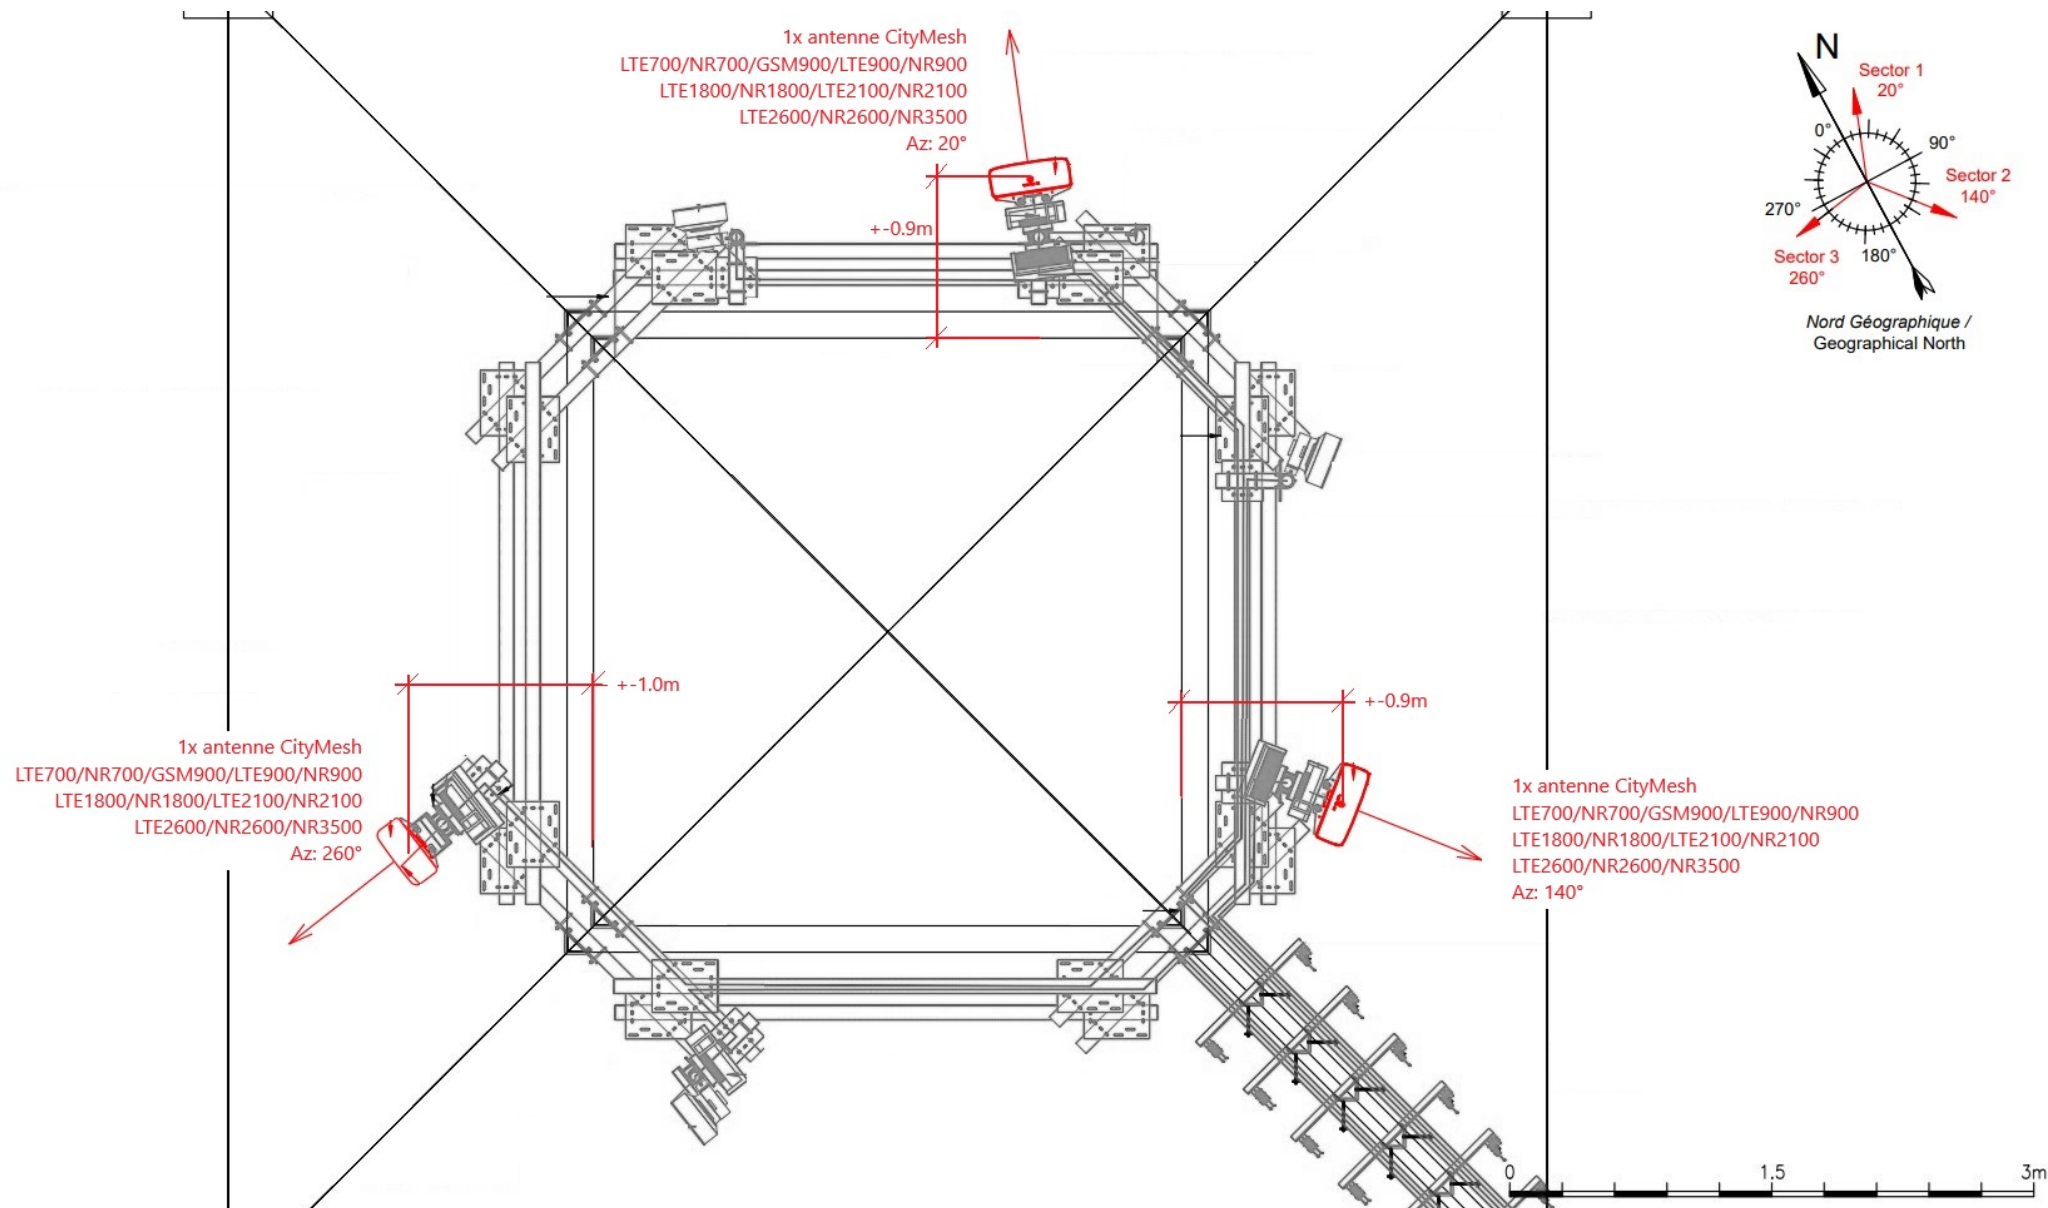 1x antenne CityMesh
LTE700/NR700/GSM900/LTE900/NR900
LTE1800/NR1800/LTE2100/NR2100
LTE2600/NR2600/NR3500
Az: 20°
+-0.9m
N
Sector 1
20°
0°
90°
Sector 2
140°
270°
Sector 3
260°
180°
Nord Géographique /
Geographical North
+-1.0m
+-0.9m
1x antenne CityMesh
LTE700/NR700/GSM900/LTE900/NR900
LTE1800/NR1800/LTE2100/NR2100
LTE2600/NR2600/NR3500
Az: 260°
1x antenne CityMesh
LTE700/NR700/GSM900/LTE900/NR900
LTE1800/NR1800/LTE2100/NR2100
LTE2600/NR2600/NR3500
Az: 140°
0 1.5 3m